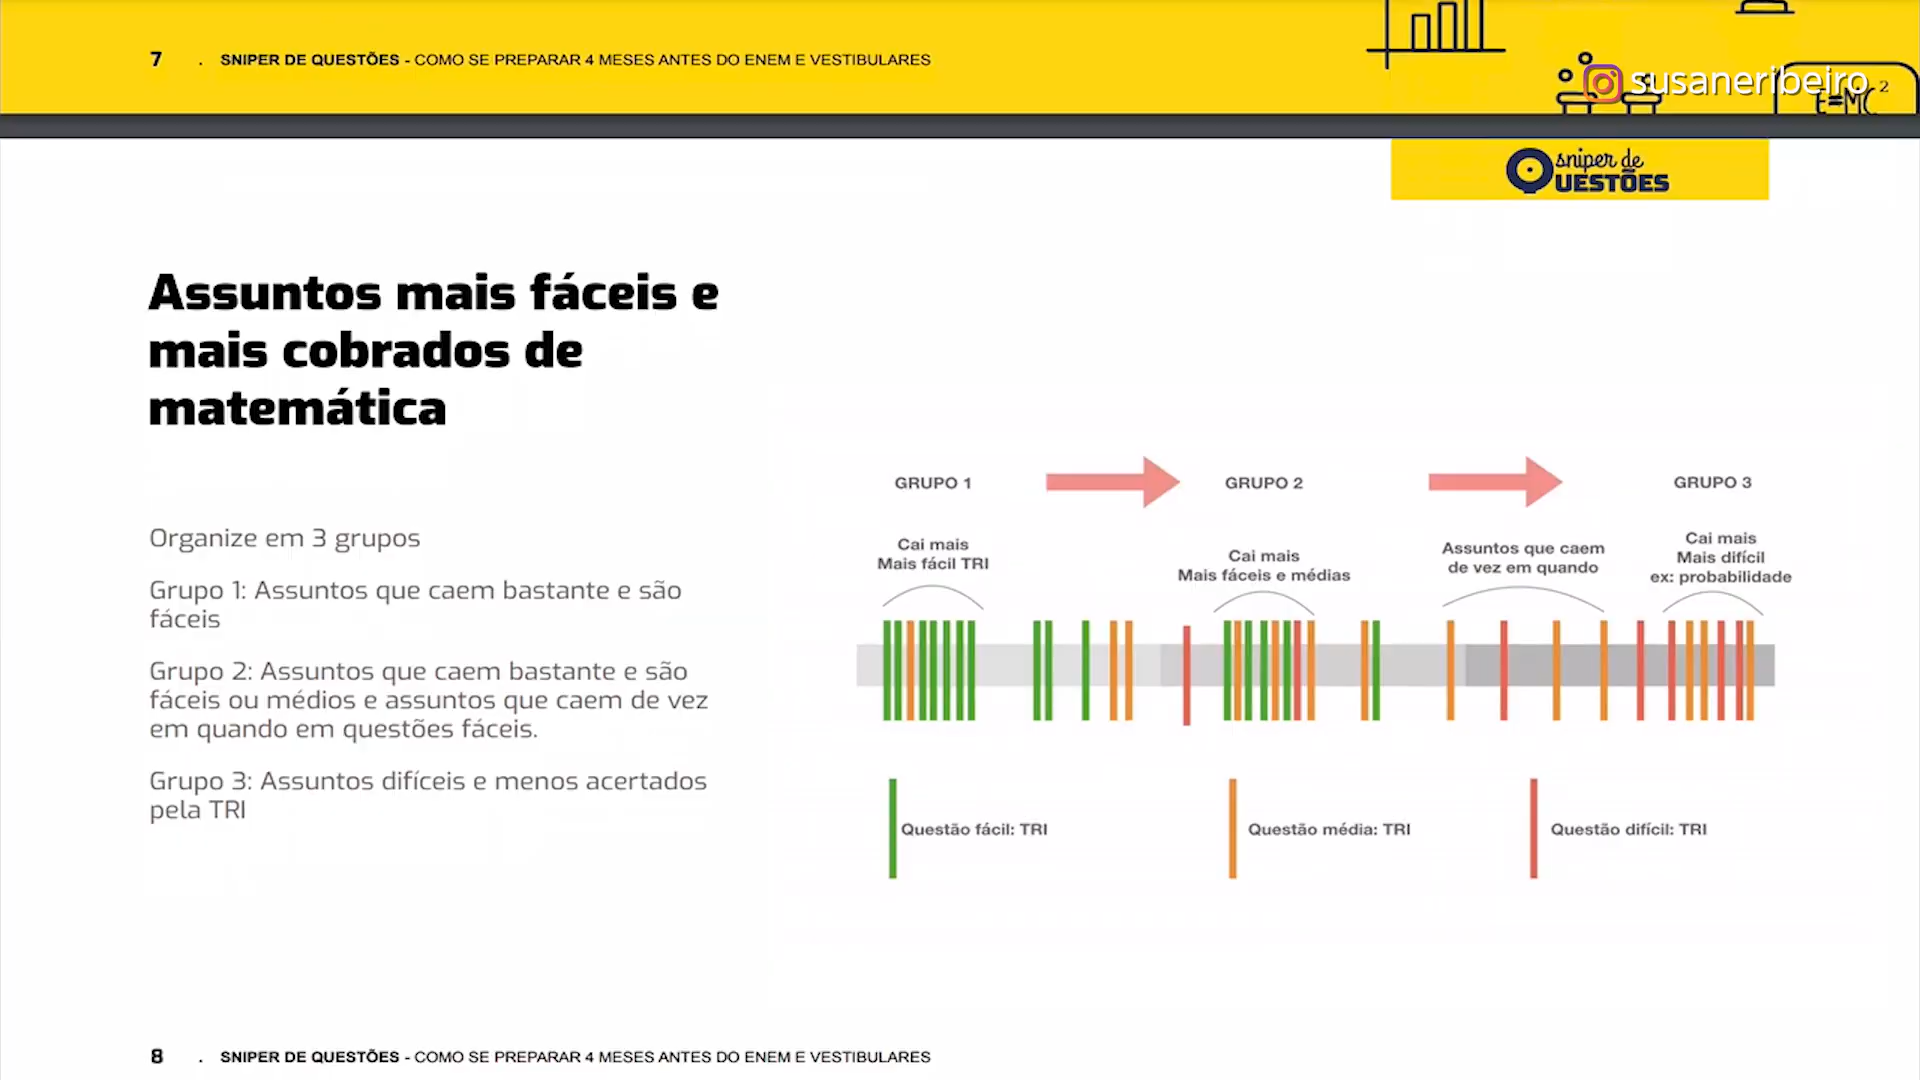 7 . SNIPER DE QUESTÕES - COMO SE PREPARAR 4 MESES ANTES DO ENEM E VESTIBULARES
susaneribeiro
E=MC²
sniper de
QUESTÕES
Assuntos mais fáceis e
mais cobrados de
matemática
Organize em 3 grupos
Grupo 1: Assuntos que caem bastante e são
fáceis
Grupo 2: Assuntos que caem bastante e são
fáceis ou médios e assuntos que caem de vez
em quando em questões fáceis.
Grupo 3: Assuntos difíceis e menos acertados
pela TRI
GRUPO 1
GRUPO 2
GRUPO 3
Cai mais
Mais fácil TRI
Cai mais
Mais fáceis e médias
Assuntos que caem
de vez em quando
Cai mais
Mais difícil
ex: probabilidade
Questão fácil: TRI
Questão média: TRI
Questão difícil: TRI
8 . SNIPER DE QUESTÕES - COMO SE PREPARAR 4 MESES ANTES DO ENEM E VESTIBULARES